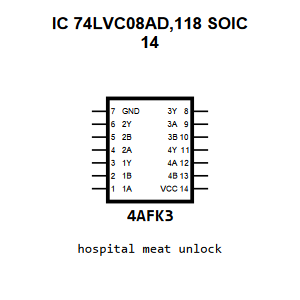 IC 74LVC08AD,118 SOIC
14
7 GND 3Y 8
6 2Y 3A 9
5 2B 3B 10
4 2A 4Y 11
3 1Y 4A 12
2 1B 4B 13
1 1A VCC 14
4AFK3
hospital meat unlock